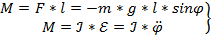 M = F * l = −m * g * l * sinφ
M = ℐ * ℰ = ℐ * φ̈